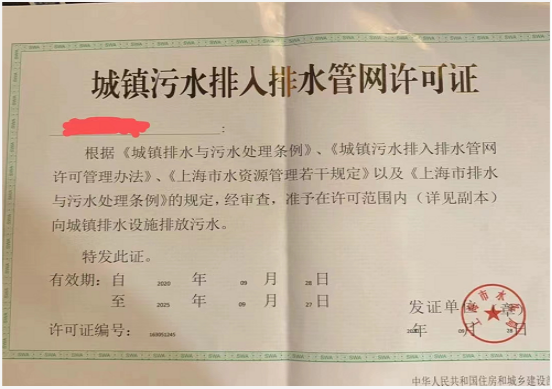 城镇污水排入排水管网许可证
:
根据《城镇排水与污水处理条例》、《城镇污水排入排水管网
许可管理办法》、《上海市水资源管理若干规定》以及《上海市排水
与污水处理条例》的规定，经审查，准予在许可范围内（详见副本）
向城镇排水设施排放污水。
特发此证。
有效期：自 2020 年 09 月 28 日
至 2025 年 09 月 27 日
发证单位 章
许可证编号： 年 09 月 28 日
中华人民共和国住房和城乡建设